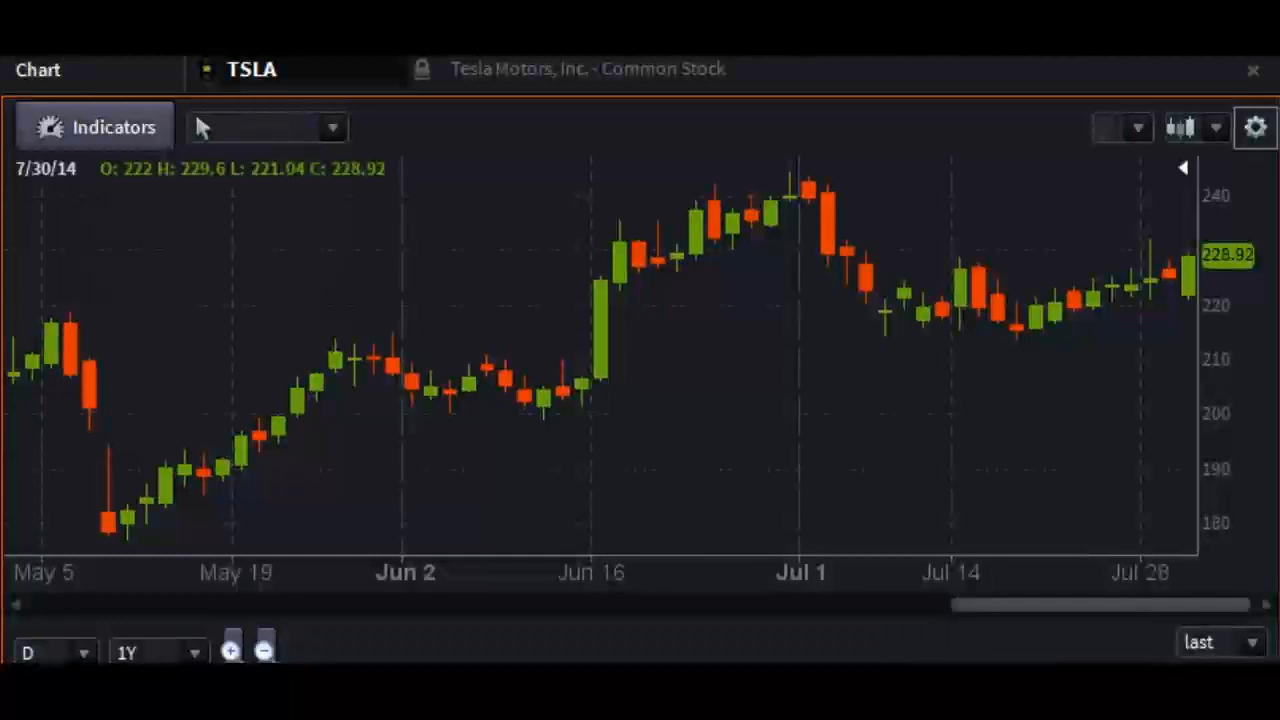 Chart TSLA Tesla Motors, Inc. - Common Stock
Indicators
7/30/14 O: 222 H: 229.6 L: 221.04 C: 228.92
240
228.92
220
210
200
190
180
May 5 May 19 Jun 2 Jun 16 Jul 1 Jul 14 Jul 28
last
D 1Y